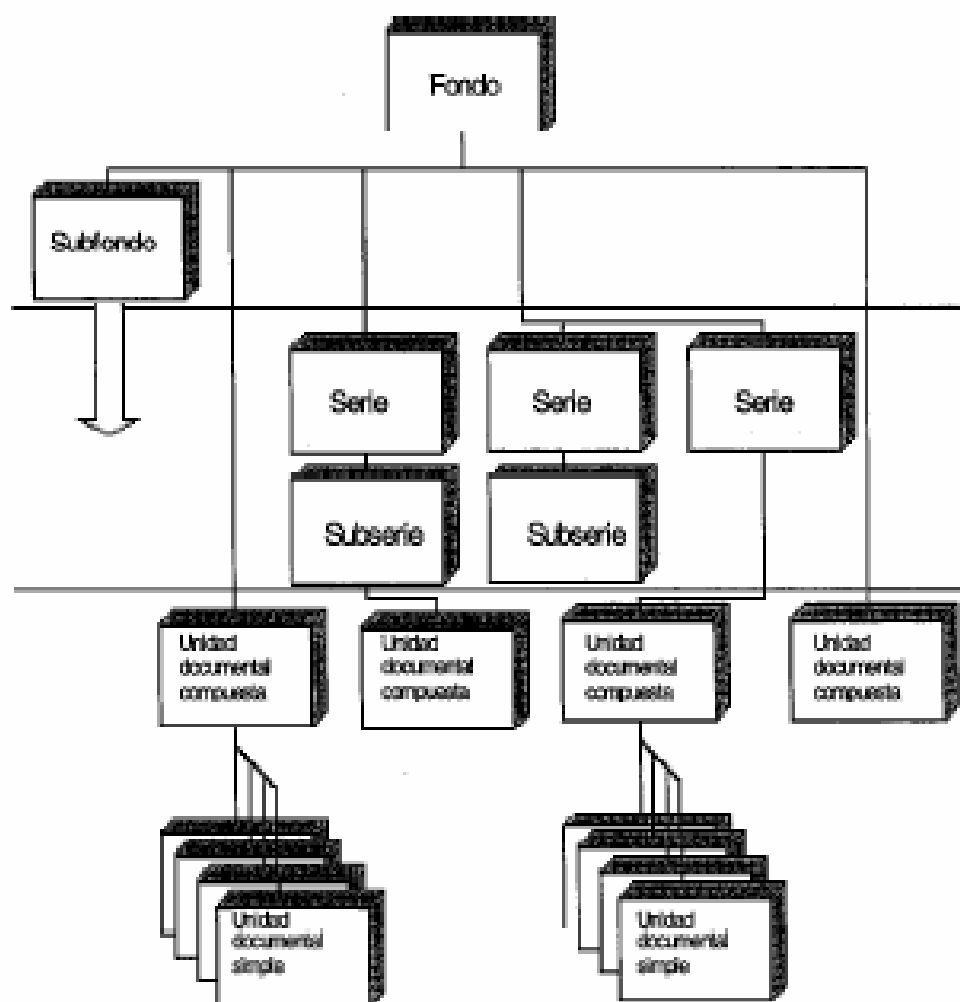 Fondo
Subfondo
Serie
Serie
Serie
Subserie
Subserie
Unidad
documental
compuesta
Unidad
documental
compuesta
Unidad
documental
compuesta
Unidad
documental
compuesta
Unidad
documental
simple
Unidad
documental
simple